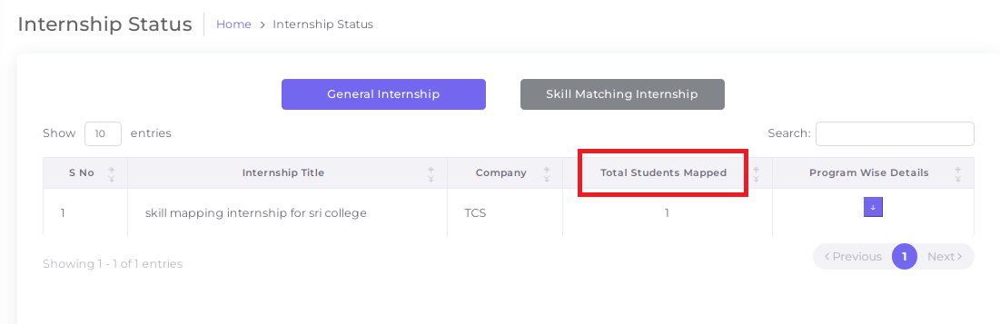 Internship Status Home > Internship Status
General Internship Skill Matching Internship
Show 10 entries Search:
S No Internship Title Company Total Students Mapped Program Wise Details
1 skill mapping internship for sri college TCS 1 ↓
Showing 1 - 1 of 1 entries
‹ Previous 1 Next ›